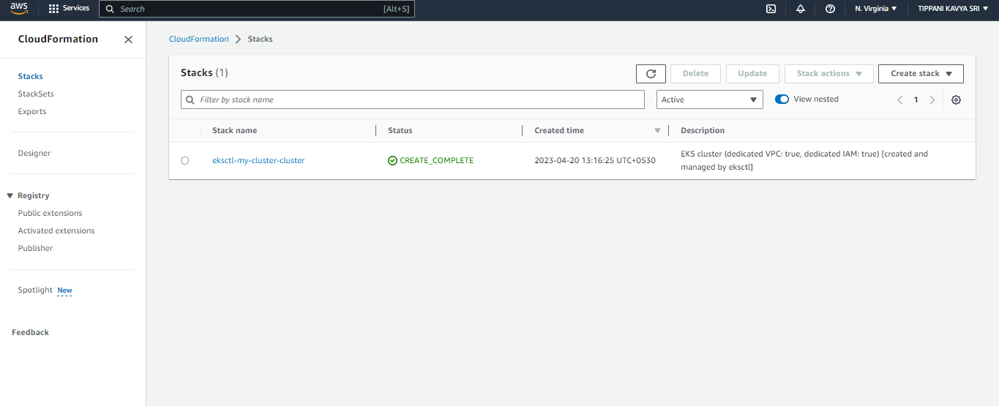 aws
Services
Search
[Alt+S]
N. Virginia
TIPPANI KAVYA SRI
CloudFormation
Stacks
StackSets
Exports
Designer
Registry
Public extensions
Activated extensions
Publisher
Spotlight New
Feedback
CloudFormation > Stacks
Stacks (1)
Delete
Update
Stack actions
Create stack
Filter by stack name
Active
View nested
1
Stack name
Status
Created time
Description
eksctl-my-cluster-cluster
CREATE_COMPLETE
2023-04-20 13:16:25 UTC+0530
EKS cluster (dedicated VPC: true, dedicated IAM: true) [created and
managed by eksctl]